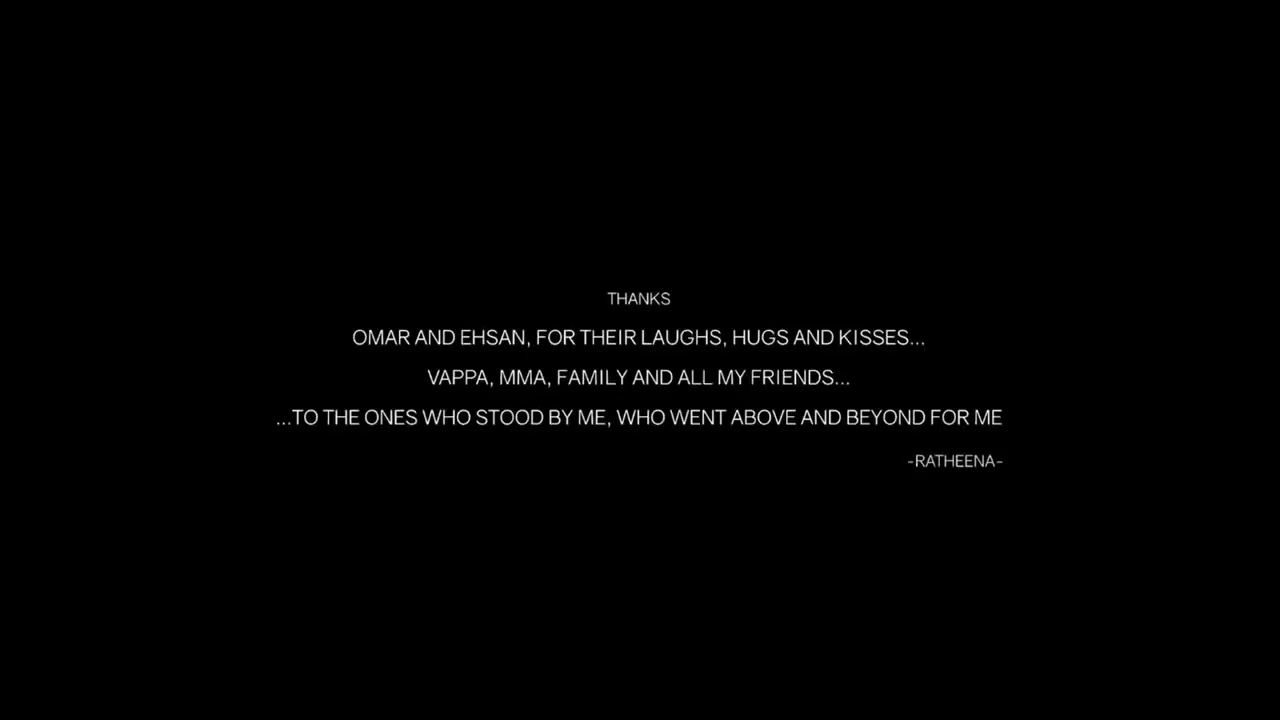 THANKS
OMAR AND EHSAN, FOR THEIR LAUGHS, HUGS AND KISSES...
VAPPA, MMA, FAMILY AND ALL MY FRIENDS...
...TO THE ONES WHO STOOD BY ME, WHO WENT ABOVE AND BEYOND FOR ME
-RATHEENA-